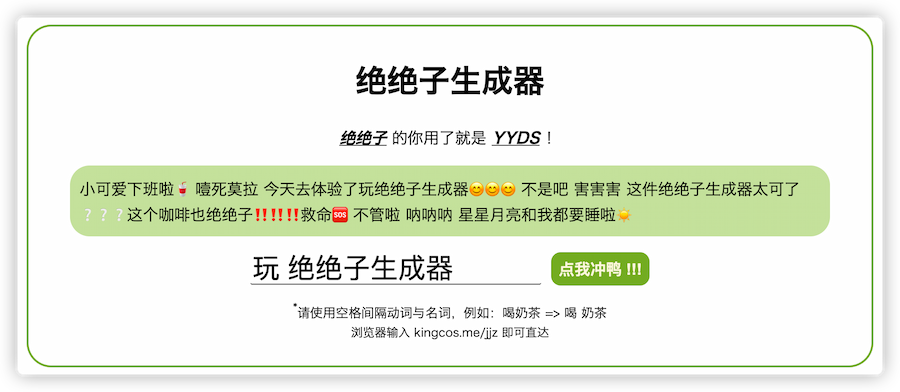 绝绝子生成器
绝绝子 的你用了就是 YYDS ！
小可爱下班啦🥤 噎死莫拉 今天去体验了玩绝绝子生成器😊😊😊 不是吧 害害害 这件绝绝子生成器太可了
❔❔❔这个咖啡也绝绝子‼️‼️‼️救命🆘 不管啦 呐呐呐 星星月亮和我都要睡啦☀️
玩 绝绝子生成器
点我冲鸭 !!!
*请使用空格间隔动词与名词，例如：喝奶茶 => 喝 奶茶
浏览器输入 kingcos.me/jjz 即可直达